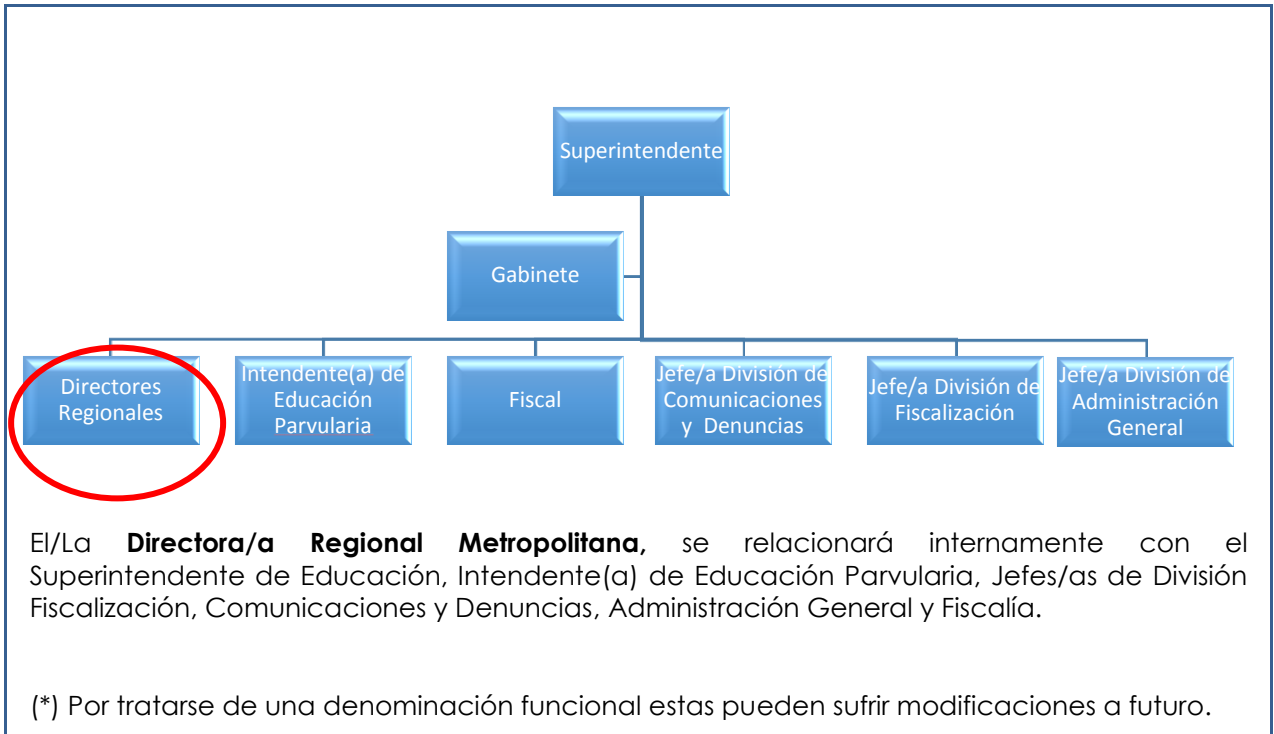 Superintendente
Gabinete
Directores
Regionales
Intendente(a) de
Educación
Parvularia
Fiscal
Jefe/a División de
Comunicaciones
y Denuncias
Jefe/a División de
Fiscalización
Jefe/a División de
Administración
General
El/La Directora/a Regional Metropolitana, se relacionará internamente con el
Superintendente de Educación, Intendente(a) de Educación Parvularia, Jefes/as de División
Fiscalización, Comunicaciones y Denuncias, Administración General y Fiscalía.
(*) Por tratarse de una denominación funcional estas pueden sufrir modificaciones a futuro.